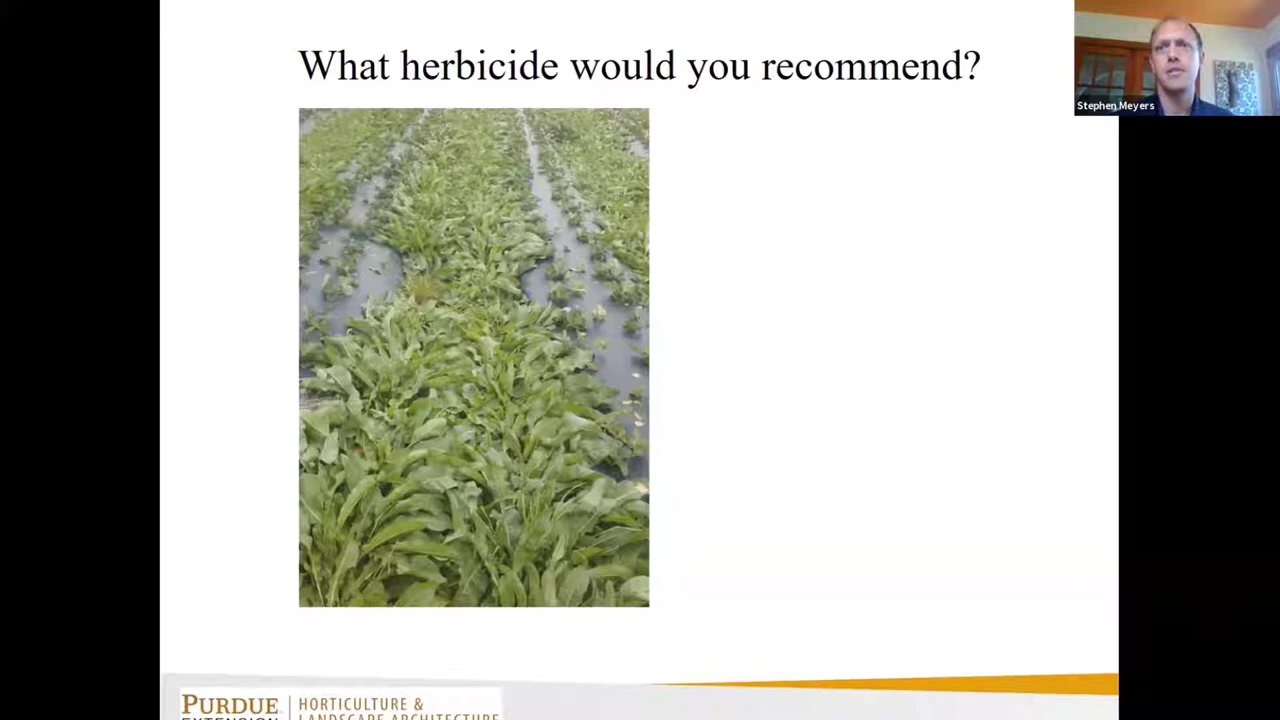 What herbicide would you recommend?
Stephen Meyers
PURDUE
EXTENSION
HORTICULTURE &
LANDSCAPE ARCHITECTURE